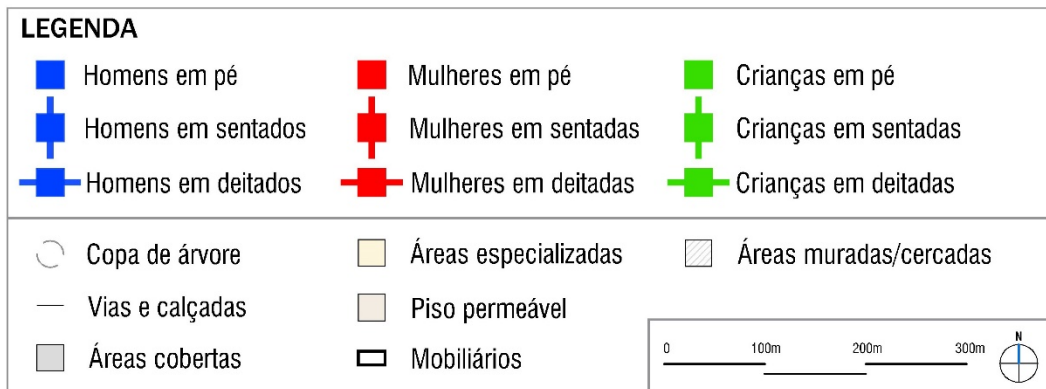 LEGENDA
Homens em pé
Mulheres em pé
Crianças em pé
Homens em sentados
Mulheres em sentadas
Crianças em sentadas
Homens em deitados
Mulheres em deitadas
Crianças em deitadas
Copa de árvore
Áreas especializadas
Áreas muradas/cercadas
Vias e calçadas
Piso permeável
Áreas cobertas
Mobiliários
0 100m 200m 300m
N